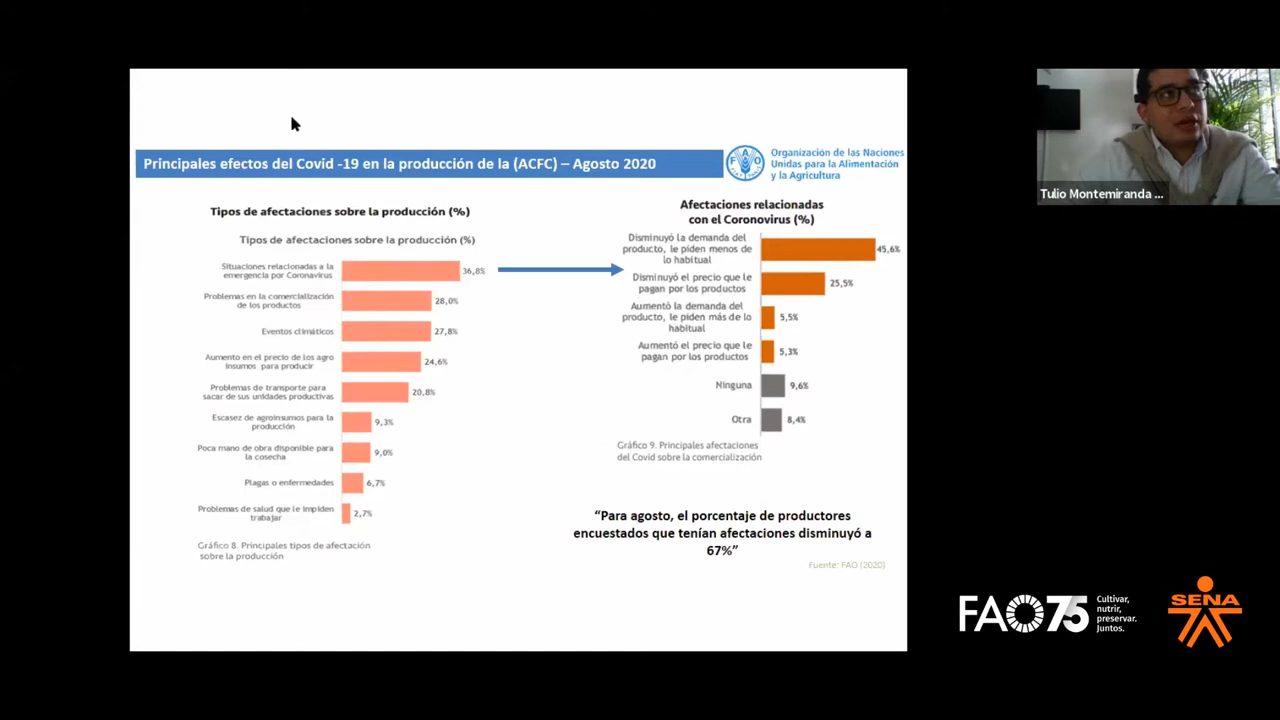 Principales efectos del Covid -19 en la producción de la (ACFC) – Agosto 2020
FAO
Organización de las Naciones
Unidas para la Alimentación
y la Agricultura
Tipos de afectaciones sobre la producción (%)
Tipos de afectaciones sobre la producción (%)
Situaciones relacionadas a la
emergencia por Coronavirus
36,8%
Problemas en la comercialización
de los productos
28,0%
Eventos climáticos
27,8%
Aumento en el precio de los agro
insumos para producir
24,6%
Problemas de transporte para
sacar de sus unidades productivas
20,8%
Escasez de agroinsumos para la
producción
9,3%
Poca mano de obra disponible para
la cosecha
9,0%
Plagas o enfermedades
6,7%
Problemas de salud que le impiden
trabajar
2,7%
Gráfico 8. Principales tipos de afectación
sobre la producción
Afectaciones relacionadas
con el Coronovirus (%)
Disminuyó la demanda del
producto, le piden menos de
lo habitual
45,6%
Disminuyó el precio que le
pagan por los productos
25,5%
Aumentó la demanda del
producto, le piden más de lo
habitual
5,5%
Aumentó el precio que le
pagan por los productos
5,3%
Ninguna
9,6%
Otra
8,4%
Gráfico 9. Principales afectaciones
del Covid sobre la comercialización
“Para agosto, el porcentaje de productores
encuestados que tenían afectaciones disminuyó a
67%”
Fuente: FAO (2020)
Tulio Montemiranda ...
FAO 75
Cultivar,
nutrir,
preservar.
Juntos.
SENA